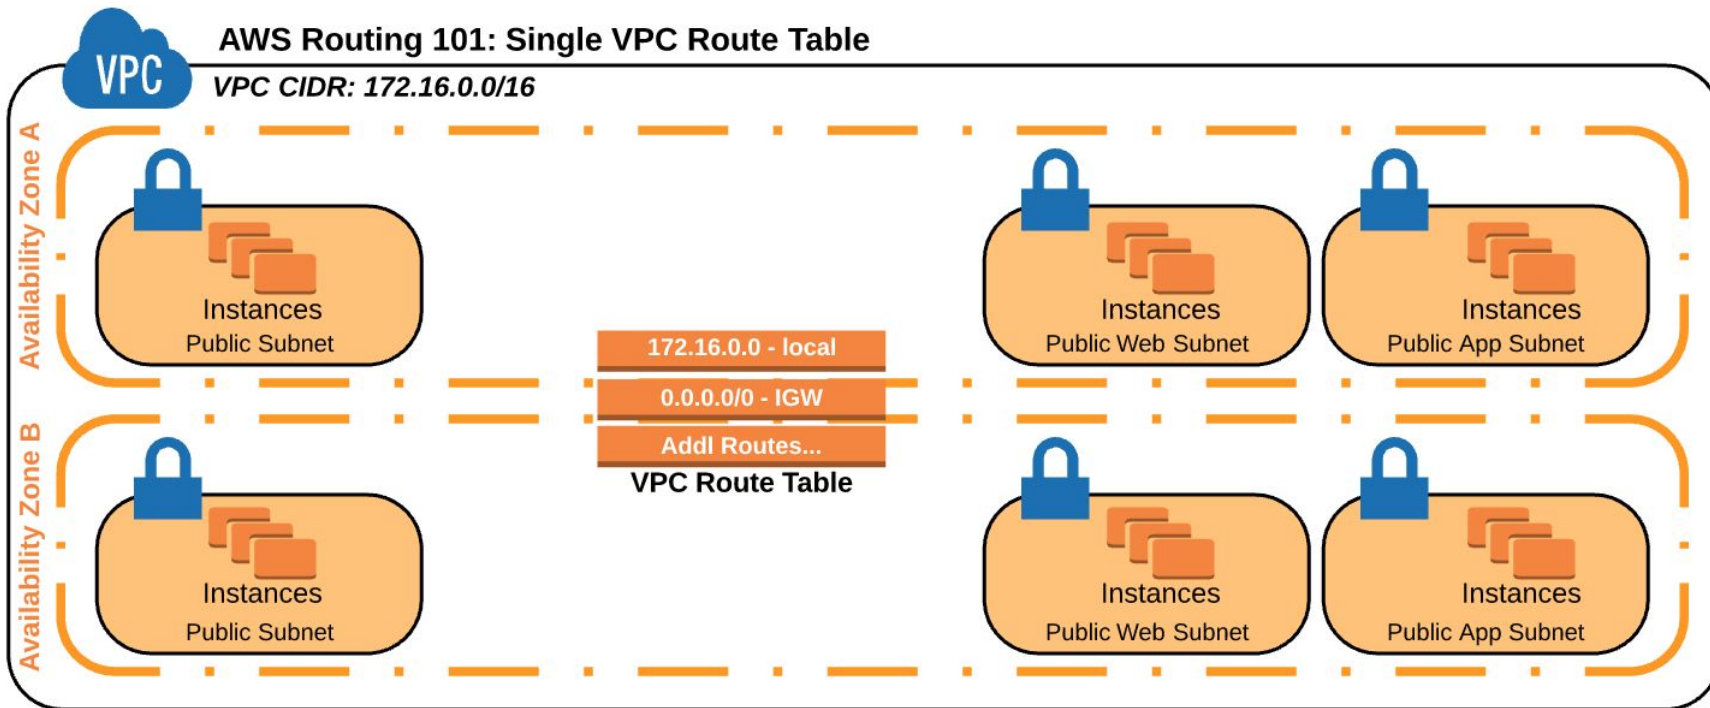 VPC
AWS Routing 101: Single VPC Route Table
VPC CIDR: 172.16.0.0/16
Availability Zone A
Instances
Public Subnet
Instances
Public Web Subnet
Instances
Public App Subnet
172.16.0.0 - local
0.0.0.0/0 - IGW
Addl Routes...
VPC Route Table
Availability Zone B
Instances
Public Subnet
Instances
Public Web Subnet
Instances
Public App Subnet